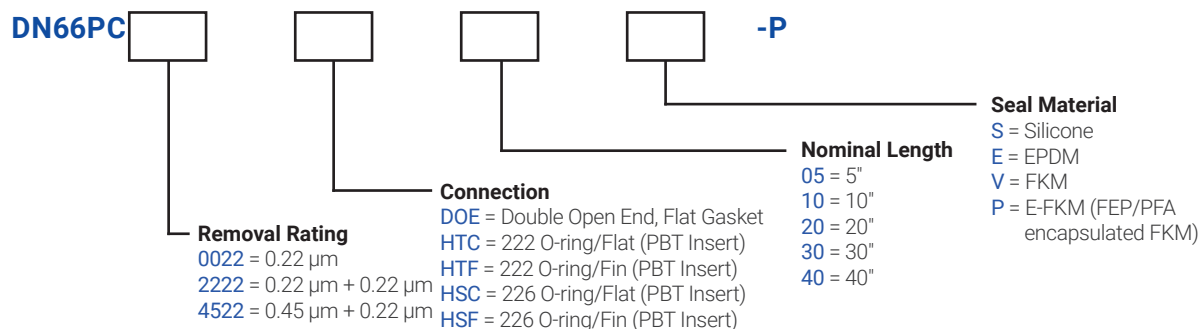 DN66PC -P
Seal Material
S = Silicone
E = EPDM
V = FKM
P = E-FKM (FEP/PFA
encapsulated FKM)
Nominal Length
05 = 5"
10 = 10"
20 = 20"
30 = 30"
40 = 40"
Connection
DOE = Double Open End, Flat Gasket
HTC = 222 O-ring/Flat (PBT Insert)
HTF = 222 O-ring/Fin (PBT Insert)
HSC = 226 O-ring/Flat (PBT Insert)
HSF = 226 O-ring/Fin (PBT Insert)
Removal Rating
0022 = 0.22 µm
2222 = 0.22 µm + 0.22 µm
4522 = 0.45 µm + 0.22 µm